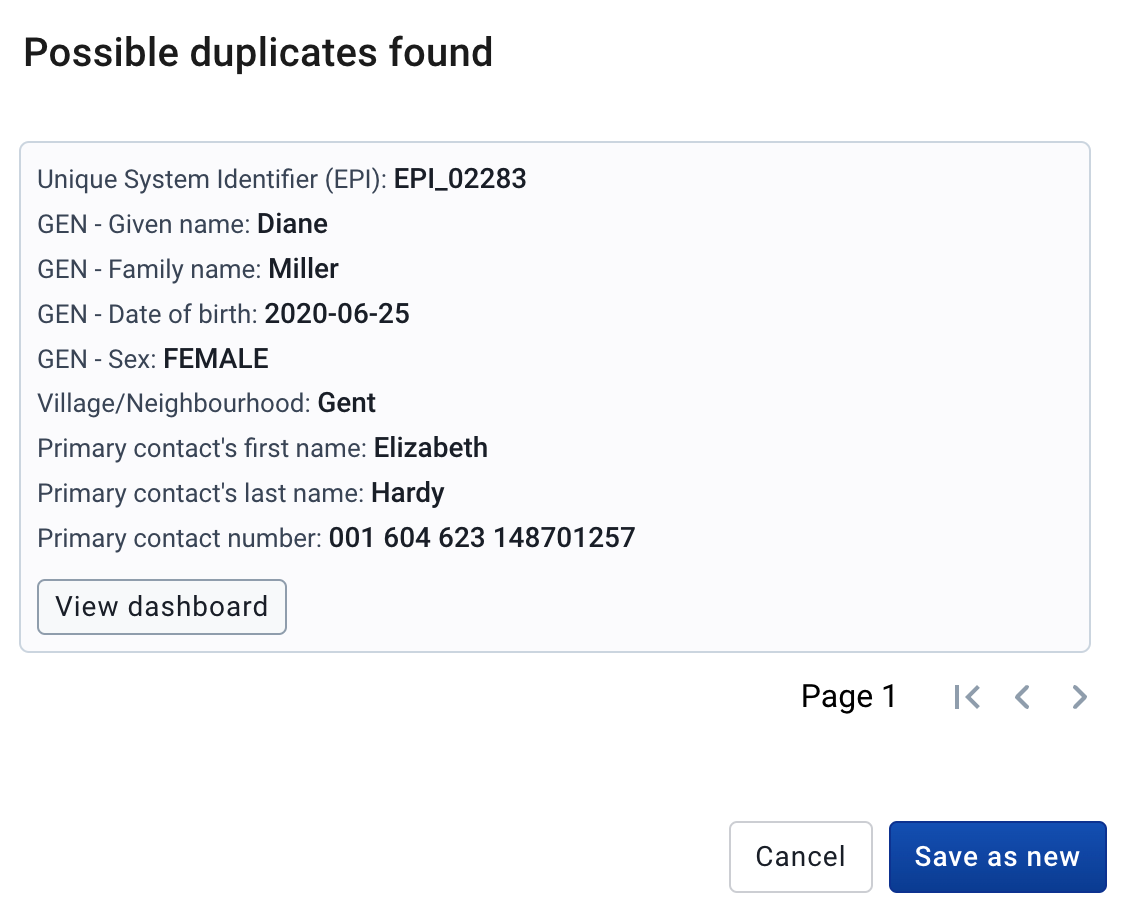 Possible duplicates found
Unique System Identifier (EPI): EPI_02283
GEN - Given name: Diane
GEN - Family name: Miller
GEN - Date of birth: 2020-06-25
GEN - Sex: FEMALE
Village/Neighbourhood: Gent
Primary contact's first name: Elizabeth
Primary contact's last name: Hardy
Primary contact number: 001 604 623 148701257
View dashboard
Page 1
Cancel
Save as new